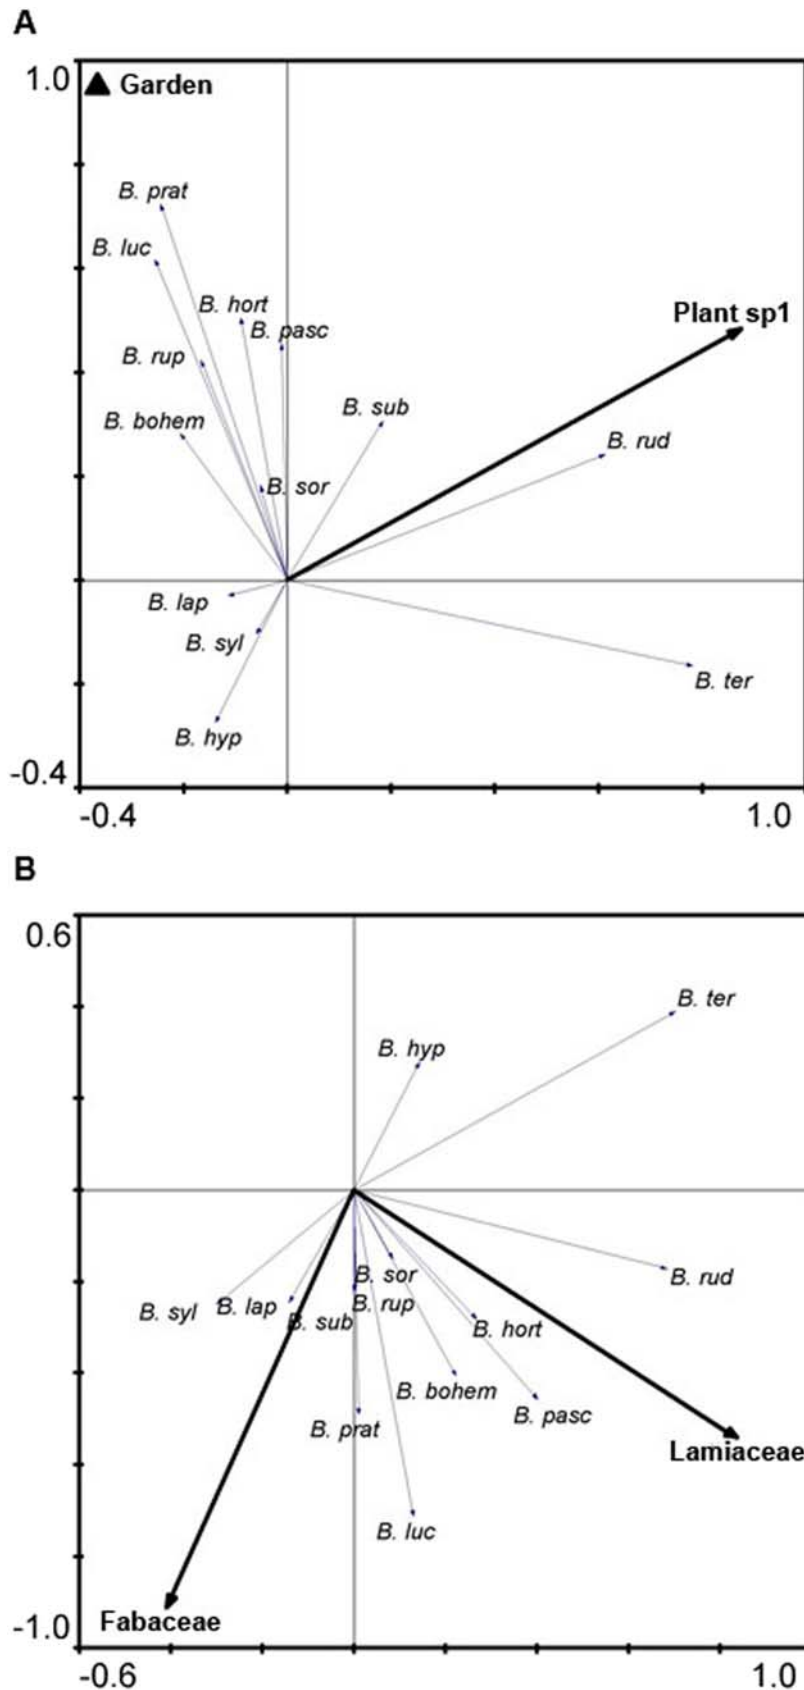 A
1.0
Garden
B. prat
B. luc
B. hort
Plant sp1
B. pasc
B. rup
B. sub
B. bohem
B. rud
B. sor
B. lap
B. syl
B. ter
B. hyp
-0.4
-0.4
1.0
B
0.6
B. ter
B. hyp
B. sor
B. rud
B. syl
B. lap
B. rup
B. sub
B. hort
B. bohem
B. pasc
B. prat
Lamiaceae
B. luc
Fabaceae
-1.0
-0.6
1.0